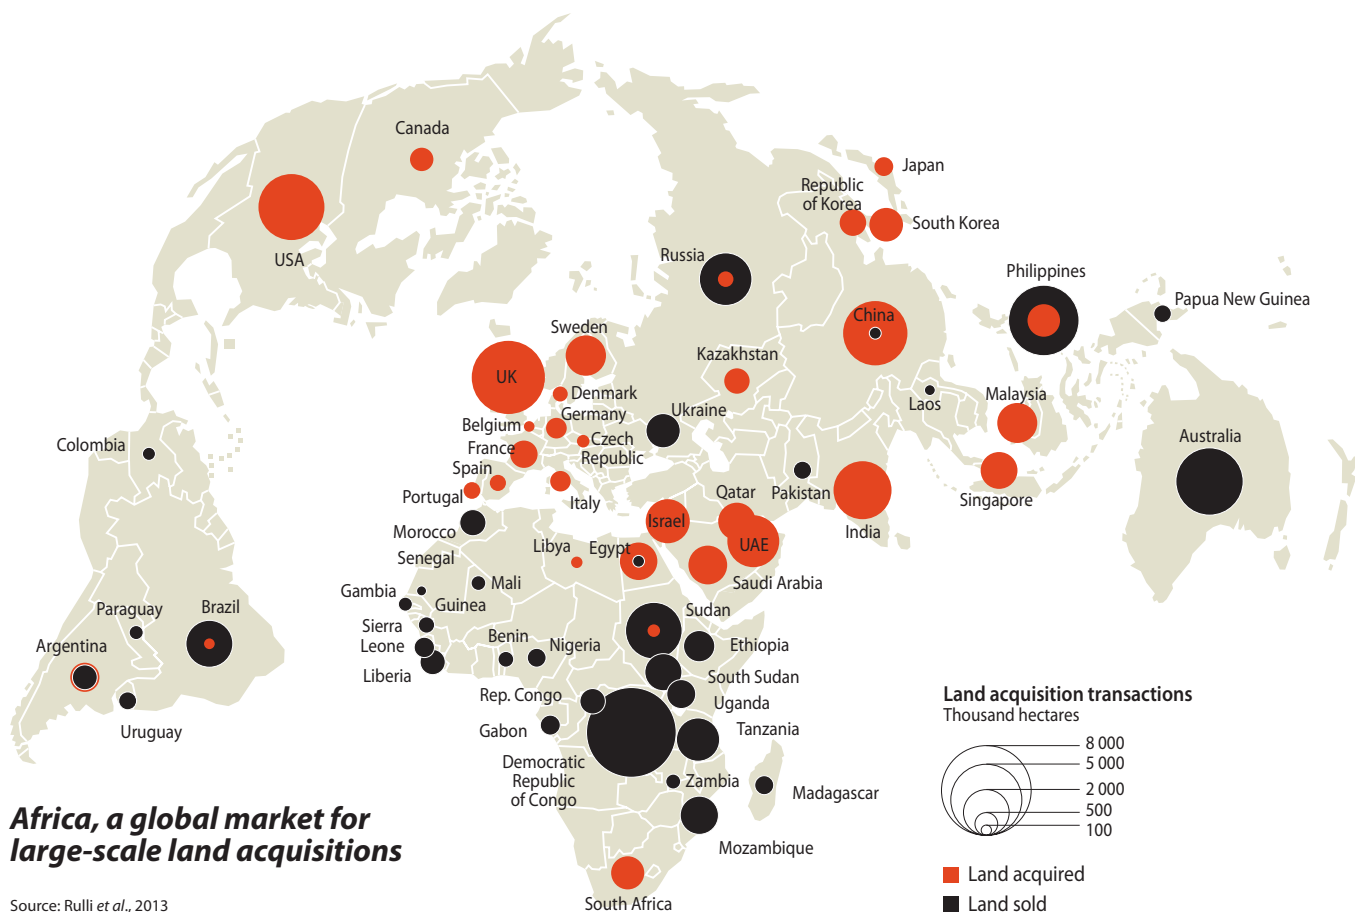 Canada
USA
Japan
Republic
of Korea
South Korea
Russia
Philippines
Papua New Guinea
China
Sweden
Kazakhstan
UK
Denmark
Laos
Malaysia
Germany
Ukraine
Belgium
Colombia
France
Czech
Republic
Australia
Spain
Portugal
Italy
Qatar
Pakistan
Singapore
Israel
India
Morocco
Libya
Egypt
UAE
Senegal
Saudi Arabia
Mali
Gambia
Guinea
Paraguay
Brazil
Sudan
Sierra
Leone
Benin
Nigeria
Ethiopia
Argentina
Liberia
South Sudan
Rep. Congo
Uganda
Uruguay
Gabon
Tanzania
Democratic
Republic
of Congo
Zambia
Madagascar
Mozambique
South Africa
Land acquisition transactions
Thousand hectares
8 000
5 000
2 000
500
100
Land acquired
Land sold
Africa, a global market for
large-scale land acquisitions
Source: Rulli et al., 2013